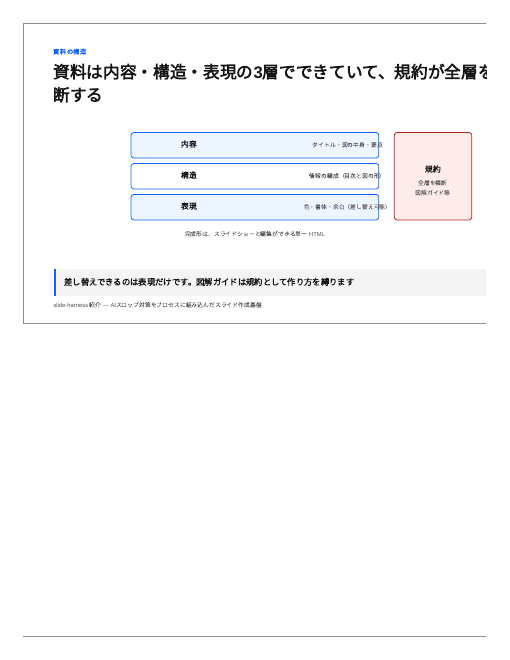 資料の構造
資料は内容・構造・表現の3層でできていて、規約が全層を
断する
内容 タイトル・図の中身・要点
構造 情報の編成（目次と図の形）
表現 色・書体・余白（差し替え可能）
規約
全層を横断
図解ガイド等
完成形は、スライドショーと編集ができる単一 HTML
差し替えできるのは表現だけです。図解ガイドは規約として作り方を縛ります
slide-harness紹介 — AIスロップ対策をプロセスに組み込んだスライド作成基盤